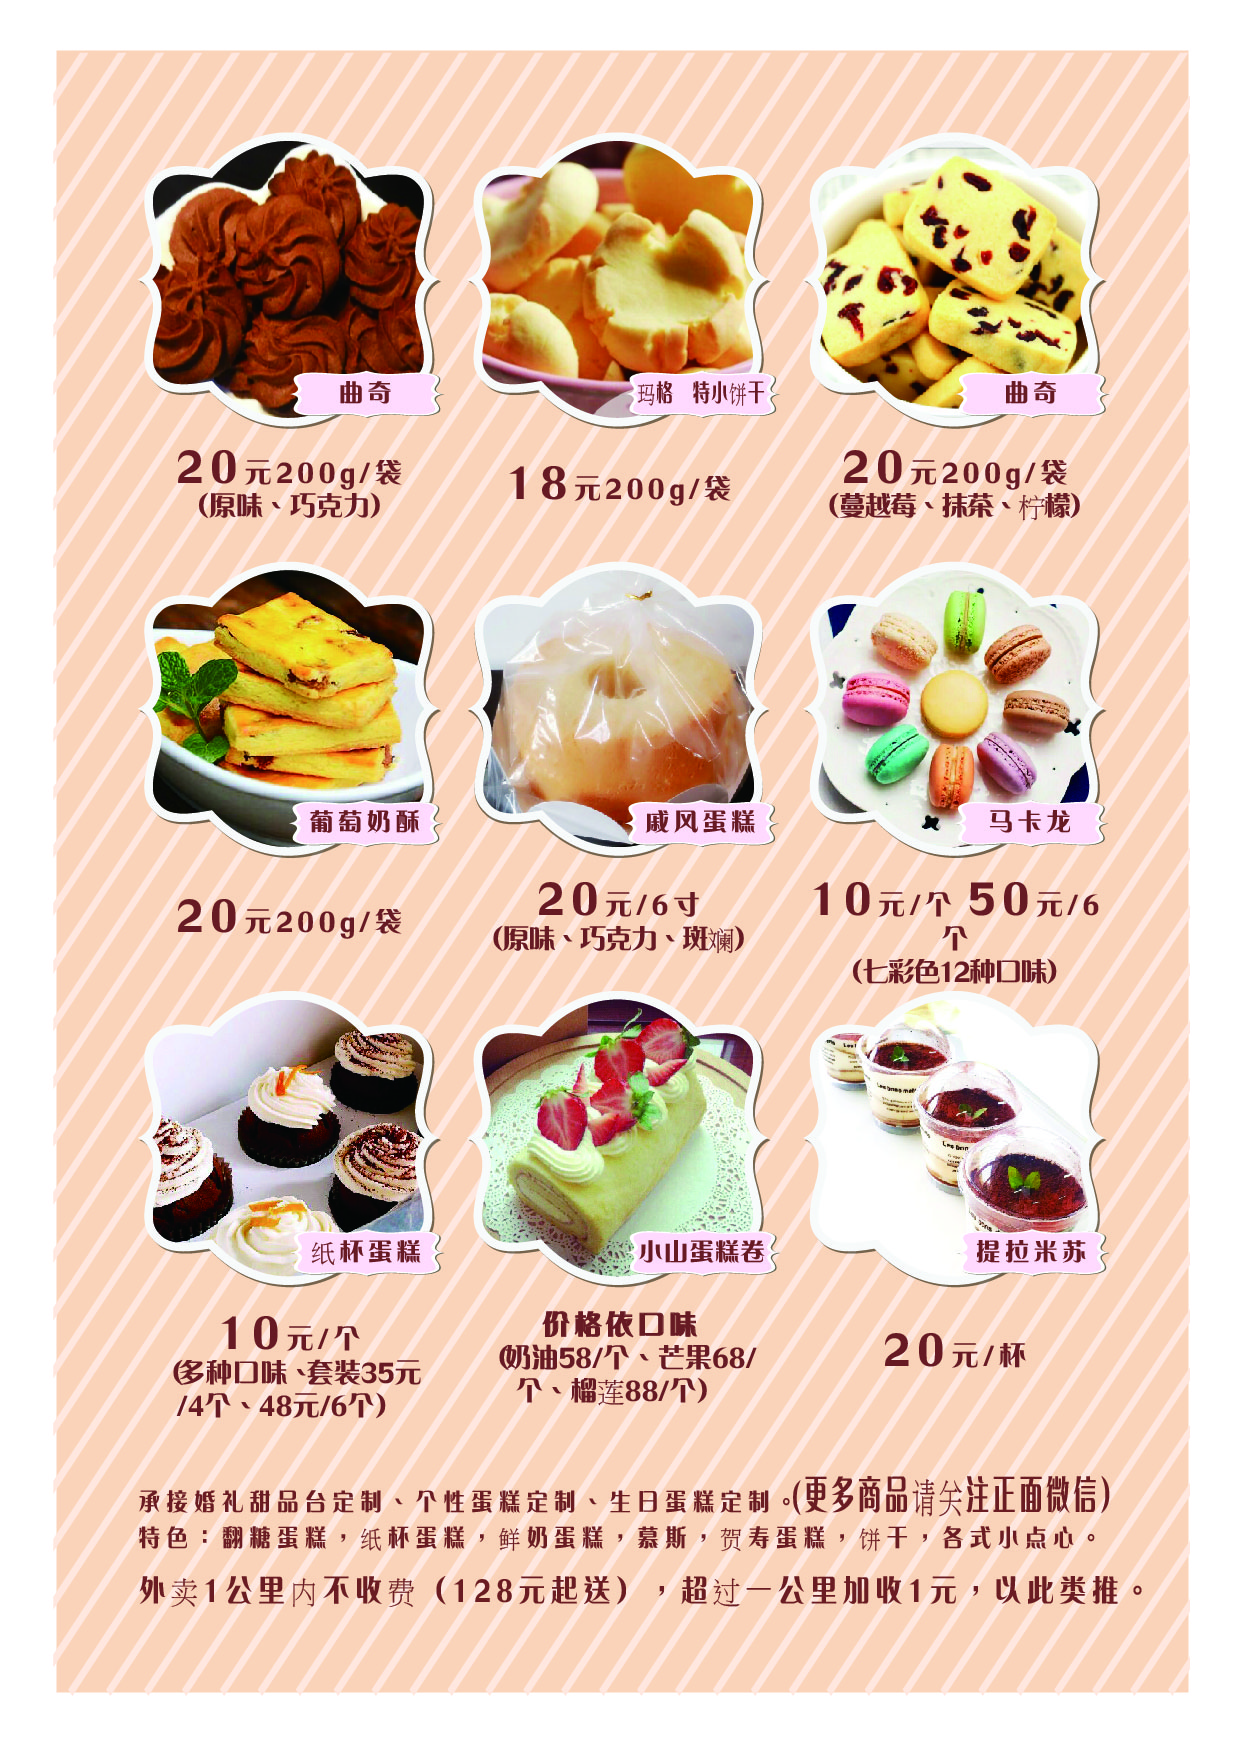 曲奇
玛格 特小饼干
曲奇
20元200g/袋
(原味、巧克力)
18元200g/袋
20元200g/袋
(蔓越莓、抹茶、柠檬)
葡萄奶酥
戚风蛋糕
马卡龙
20元200g/袋
20元/6寸
(原味、巧克力、斑斓)
10元/个 50元/6
个
(七彩色12种口味)
纸杯蛋糕
小山蛋糕卷
提拉米苏
10元/个
(多种口味、套装35元
/4个、48元/6个)
价格依口味
(奶油58/个、芒果68/
个、榴莲88/个)
20元/杯
承接婚礼甜品台定制、个性蛋糕定制、生日蛋糕定制。(更多商品请关注正面微信)
特色：翻糖蛋糕，纸杯蛋糕，鲜奶蛋糕，慕斯，贺寿蛋糕，饼干，各式小点心。
外卖1公里内不收费（128元起送），超过一公里加收1元，以此类推。